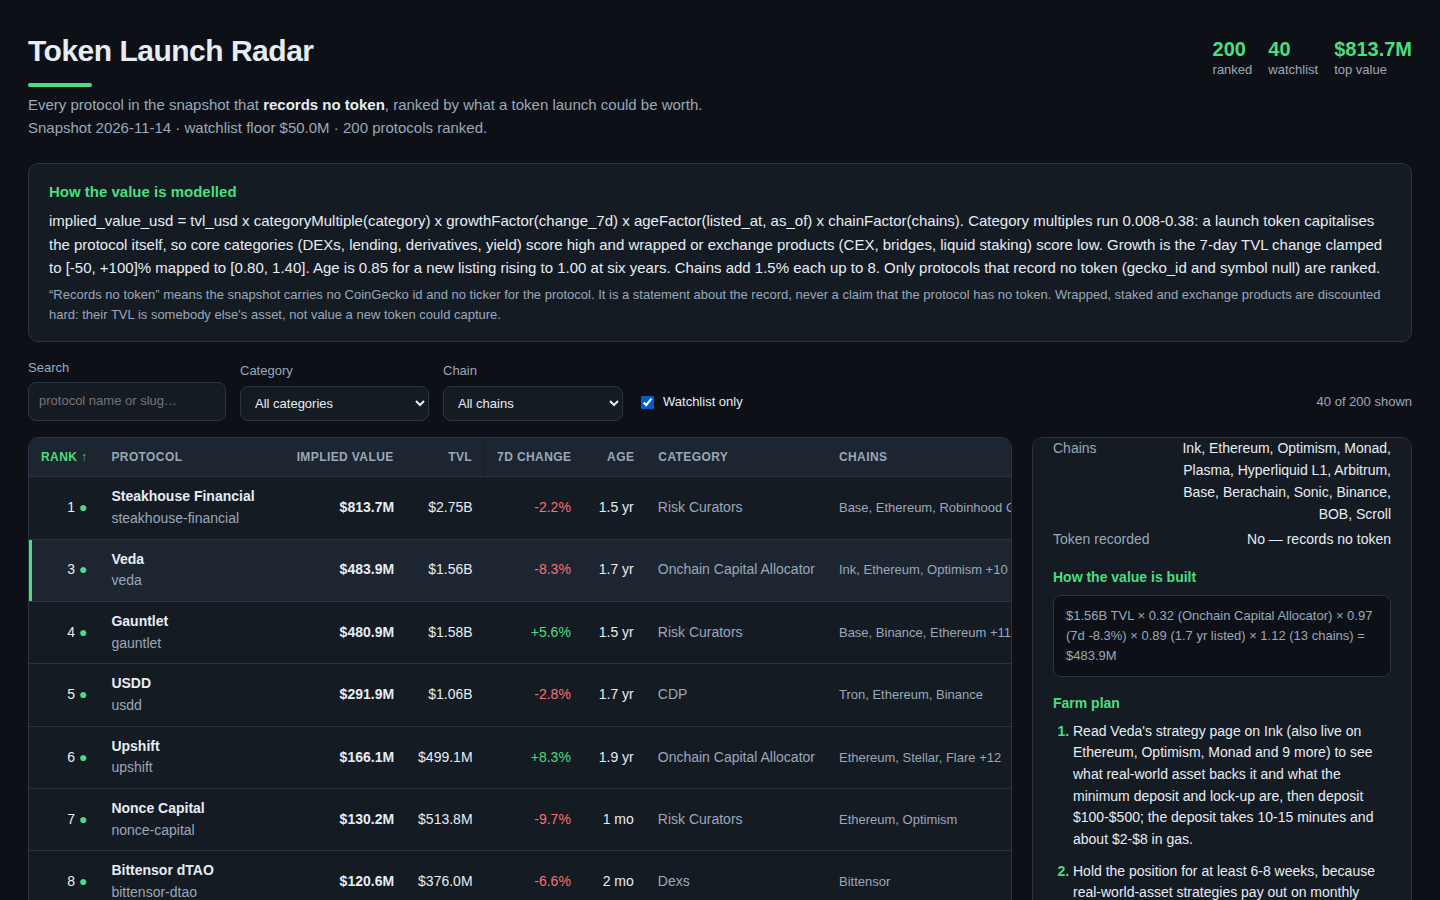 Token Launch Radar
200
ranked
40
watchlist
$813.7M
top value
Every protocol in the snapshot that records no token, ranked by what a token launch could be worth.
Snapshot 2026-11-14 · watchlist floor $50.0M · 200 protocols ranked.
How the value is modelled
implied_value_usd = tvl_usd x categoryMultiple(category) x growthFactor(change_7d) x ageFactor(listed_at, as_of) x chainFactor(chains). Category multiples run 0.008-0.38: a launch token capitalises
the protocol itself, so core categories (DEXs, lending, derivatives, yield) score high and wrapped or exchange products (CEX, bridges, liquid staking) score low. Growth is the 7-day TVL change clamped
to [-50, +100]% mapped to [0.80, 1.40]. Age is 0.85 for a new listing rising to 1.00 at six years. Chains add 1.5% each up to 8. Only protocols that record no token (gecko_id and symbol null) are ranked.
“Records no token” means the snapshot carries no CoinGecko id and no ticker for the protocol. It is a statement about the record, never a claim that the protocol has no token. Wrapped, staked and exchange products are discounted
hard: their TVL is somebody else's asset, not value a new token could capture.
Search
protocol name or slug…
Category
All categories
Chain
All chains
Watchlist only
40 of 200 shown
RANK ↑ PROTOCOL IMPLIED VALUE TVL 7D CHANGE AGE CATEGORY CHAINS
1 ● Steakhouse Financial $813.7M $2.75B -2.2% 1.5 yr Risk Curators Base, Ethereum, Robinhood
steakhouse-financial
3 ● Veda $483.9M $1.56B -8.3% 1.7 yr Onchain Capital Allocator Ink, Ethereum, Optimism +10
veda
4 ● Gauntlet $480.9M $1.58B +5.6% 1.5 yr Risk Curators Base, Binance, Ethereum +11
gauntlet
5 ● USDD $291.9M $1.06B -2.8% 1.7 yr CDP Tron, Ethereum, Binance
usdd
6 ● Upshift $166.1M $499.1M +8.3% 1.9 yr Onchain Capital Allocator Ethereum, Stellar, Flare +12
upshift
7 ● Nonce Capital $130.2M $513.8M -9.7% 1 mo Risk Curators Ethereum, Optimism
nonce-capital
8 ● Bittensor dTAO $120.6M $376.0M -6.6% 2 mo Dexs Bittensor
bittensor-dtao
Chains Ink, Ethereum, Optimism, Monad,
Plasma, Hyperliquid L1, Arbitrum,
Base, Berachain, Sonic, Binance,
BOB, Scroll
Token recorded No — records no token
How the value is built
$1.56B TVL × 0.32 (Onchain Capital Allocator) × 0.97
(7d -8.3%) × 0.89 (1.7 yr listed) × 1.12 (13 chains) =
$483.9M
Farm plan
1. Read Veda's strategy page on Ink (also live on
Ethereum, Optimism, Monad and 9 more) to see
what real-world asset backs it and what the
minimum deposit and lock-up are, then deposit
$100-$500; the deposit takes 10-15 minutes and
about $2-$8 in gas.
2. Hold the position for at least 6-8 weeks, because
real-world-asset strategies pay out on monthly